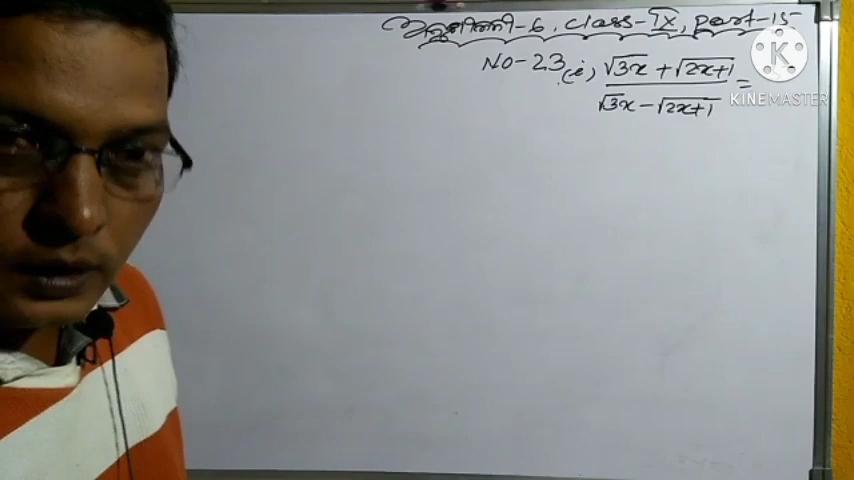 অনুশীলনী-6, class-IX, part-15
No-23(i) √3x + √2x+1 =
√3x - √2x+1
K
KINEMASTER